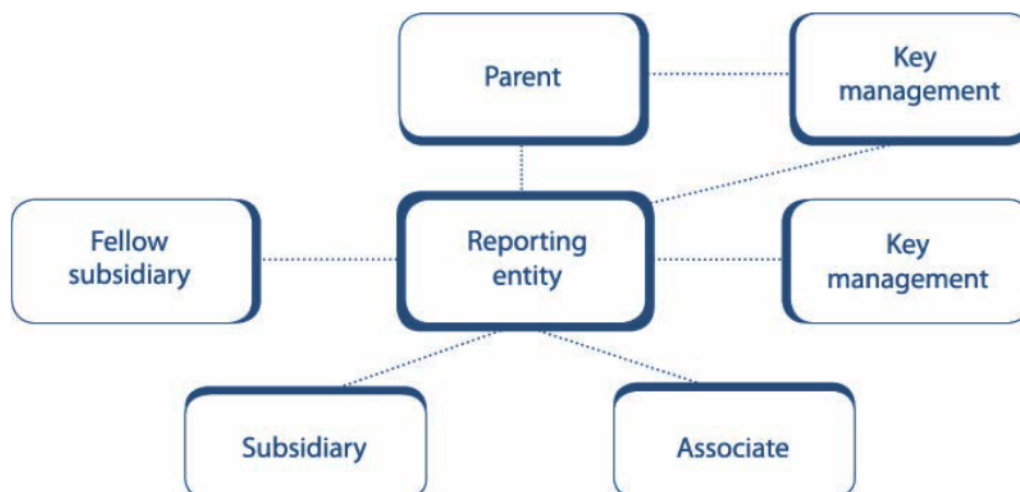 Parent
Key
management
Fellow
subsidiary
Reporting
entity
Key
management
Subsidiary
Associate